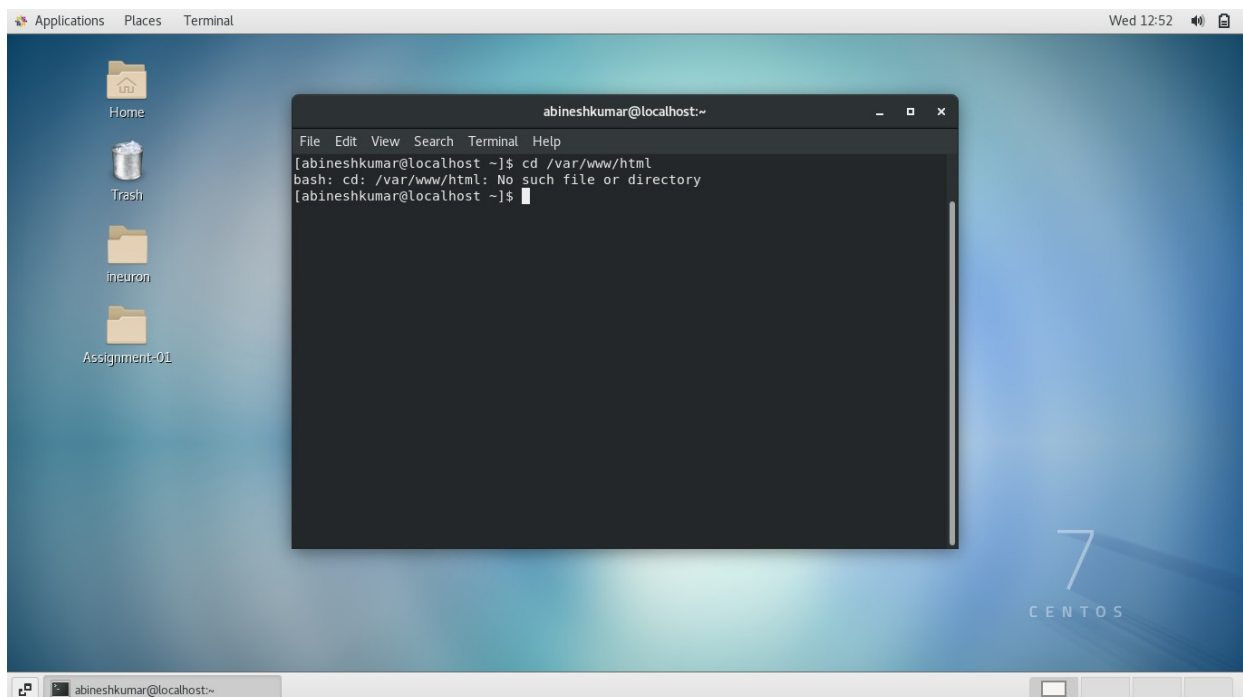 Applications Places Terminal
Wed 12:52
Home
Trash
ineuron
Assignment-01
abineshkumar@localhost:~
File Edit View Search Terminal Help
[abineshkumar@localhost ~]$ cd /var/www/html
bash: cd: /var/www/html: No such file or directory
[abineshkumar@localhost ~]$
7
CENTOS
abineshkumar@localhost:~